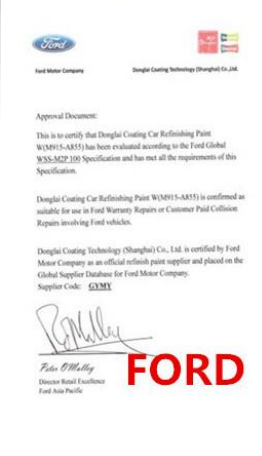 Ford
Ford Motor Company
Donglai Coating Technology (Shanghai) Co.,Ltd.
Approval Document:
This is to certify that Donglai Coating Car Refinishing Paint
W(M915-A855) has been evaluated according to the Ford Global
WSS-M2P 100 Specification and has met all the requirements of this
Specification.
Donglai Coating Car Refinishing Paint W(M915-A855) is confirmed as
suitable for use in Ford Warranty Repairs or Customer Paid Collision
Repairs involving Ford vehicles.
Donglai Coating Technology (Shanghai) Co., Ltd. is certified by Ford
Motor Company as an official refinish paint supplier and placed on the
Global Supplier Database for Ford Motor Company.
Supplier Code: GYMY
Peter O'Malley
Director Retail Excellence
Ford Asia Pacific
FORD